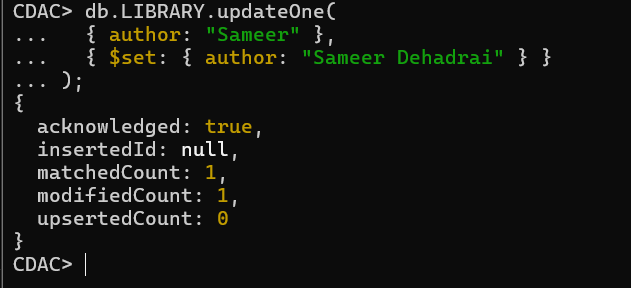 CDAC> db.LIBRARY.updateOne(
...   { author: "Sameer" },
...   { $set: { author: "Sameer Dehadrai" } }
... );
{
  acknowledged: true,
  insertedId: null,
  matchedCount: 1,
  modifiedCount: 1,
  upsertedCount: 0
}
CDAC>